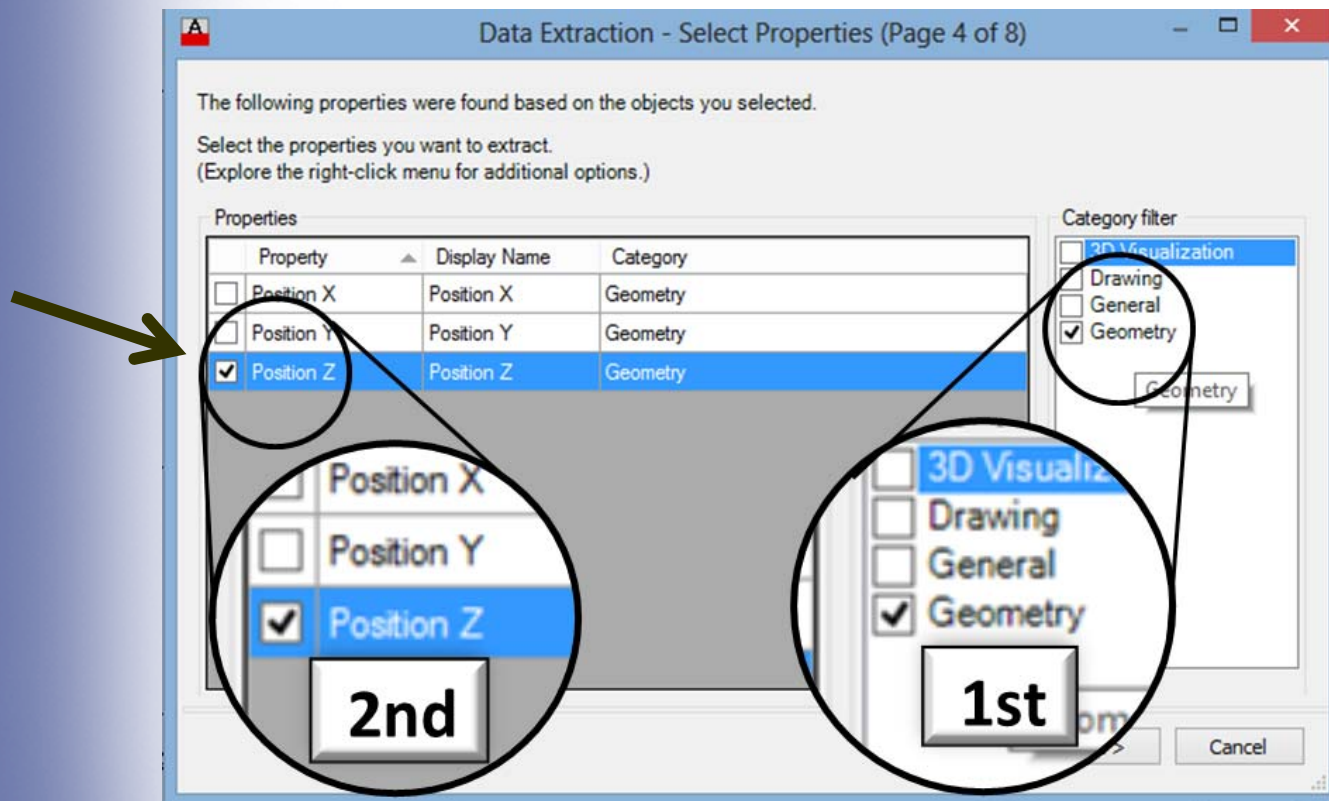 Data Extraction - Select Properties (Page 4 of 8)
The following properties were found based on the objects you selected.
Select the properties you want to extract.
(Explore the right-click menu for additional options.)
Properties
Property Display Name Category
Position X Position X Geometry
Position Y Position Y Geometry
Position Z Position Z Geometry
Category filter
3D Visualization
Drawing
General
Geometry
Geometry
Position X
Position Y
Position Z
2nd
3D Visualiz
Drawing
General
Geometry
1st
om
>
Cancel